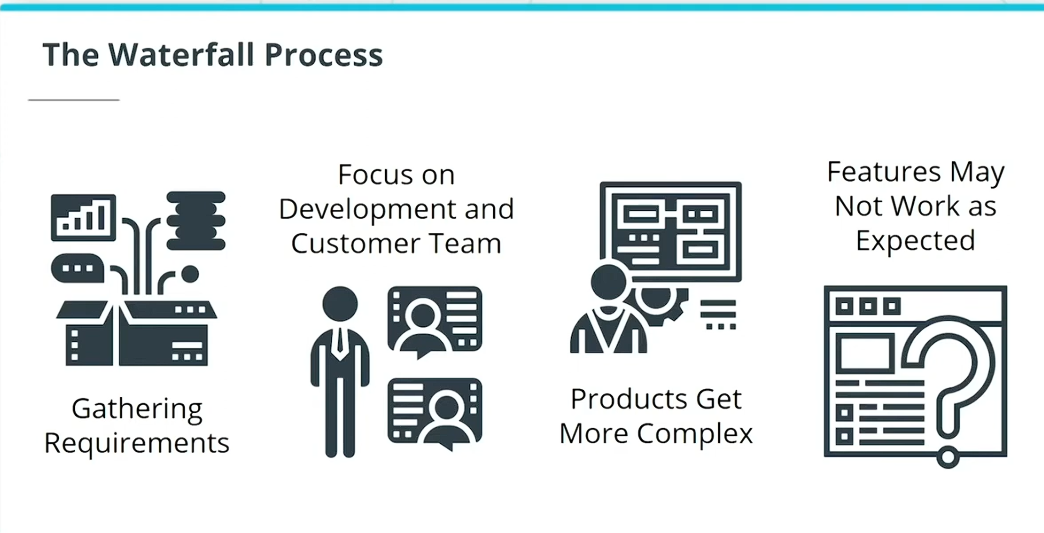 The Waterfall Process
Gathering
Requirements
Focus on
Development and
Customer Team
Products Get
More Complex
Features May
Not Work as
Expected